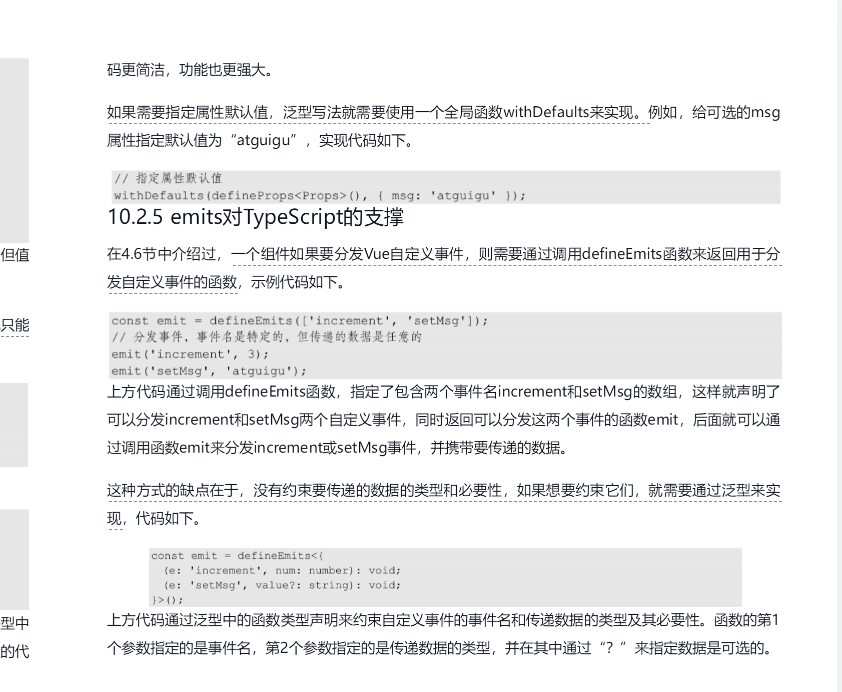 但值
只能
型中
的代
码更简洁，功能也更强大。
如果需要指定属性默认值，泛型写法就需要使用一个全局函数withDefaults来实现。例如，给可选的msg
属性指定默认值为“atguigu”，实现代码如下。
// 指定属性默认值
withDefaults(defineProps<Props>(), { msg: 'atguigu' });
10.2.5 emits对TypeScript的支撑
在4.6节中介绍过，一个组件如果要分发Vue自定义事件，则需要通过调用defineEmits函数来返回用于分
发自定义事件的函数，示例代码如下。
const emit = defineEmits(['increment', 'setMsg']);
// 分发事件，事件名是特定的，但传递的数据是任意的
emit('increment', 3);
emit('setMsg', 'atguigu');
上方代码通过调用defineEmits函数，指定了包含两个事件名increment和setMsg的数组，这样就声明了
可以分发increment和setMsg两个自定义事件，同时返回可以分发这两个事件的函数emit，后面就可以通
过调用函数emit来分发increment或setMsg事件，并携带要传递的数据。
这种方式的缺点在于，没有约束要传递的数据的类型和必要性，如果想要约束它们，就需要通过泛型来实
现，代码如下。
const emit = defineEmits<{
(e: 'increment', num: number): void;
(e: 'setMsg', value?: string): void;
}>();
上方代码通过泛型中的函数类型声明来约束自定义事件的事件名和传递数据的类型及其必要性。函数的第1
个参数指定的是事件名，第2个参数指定的是传递数据的类型，并在其中通过“？”来指定数据是可选的。